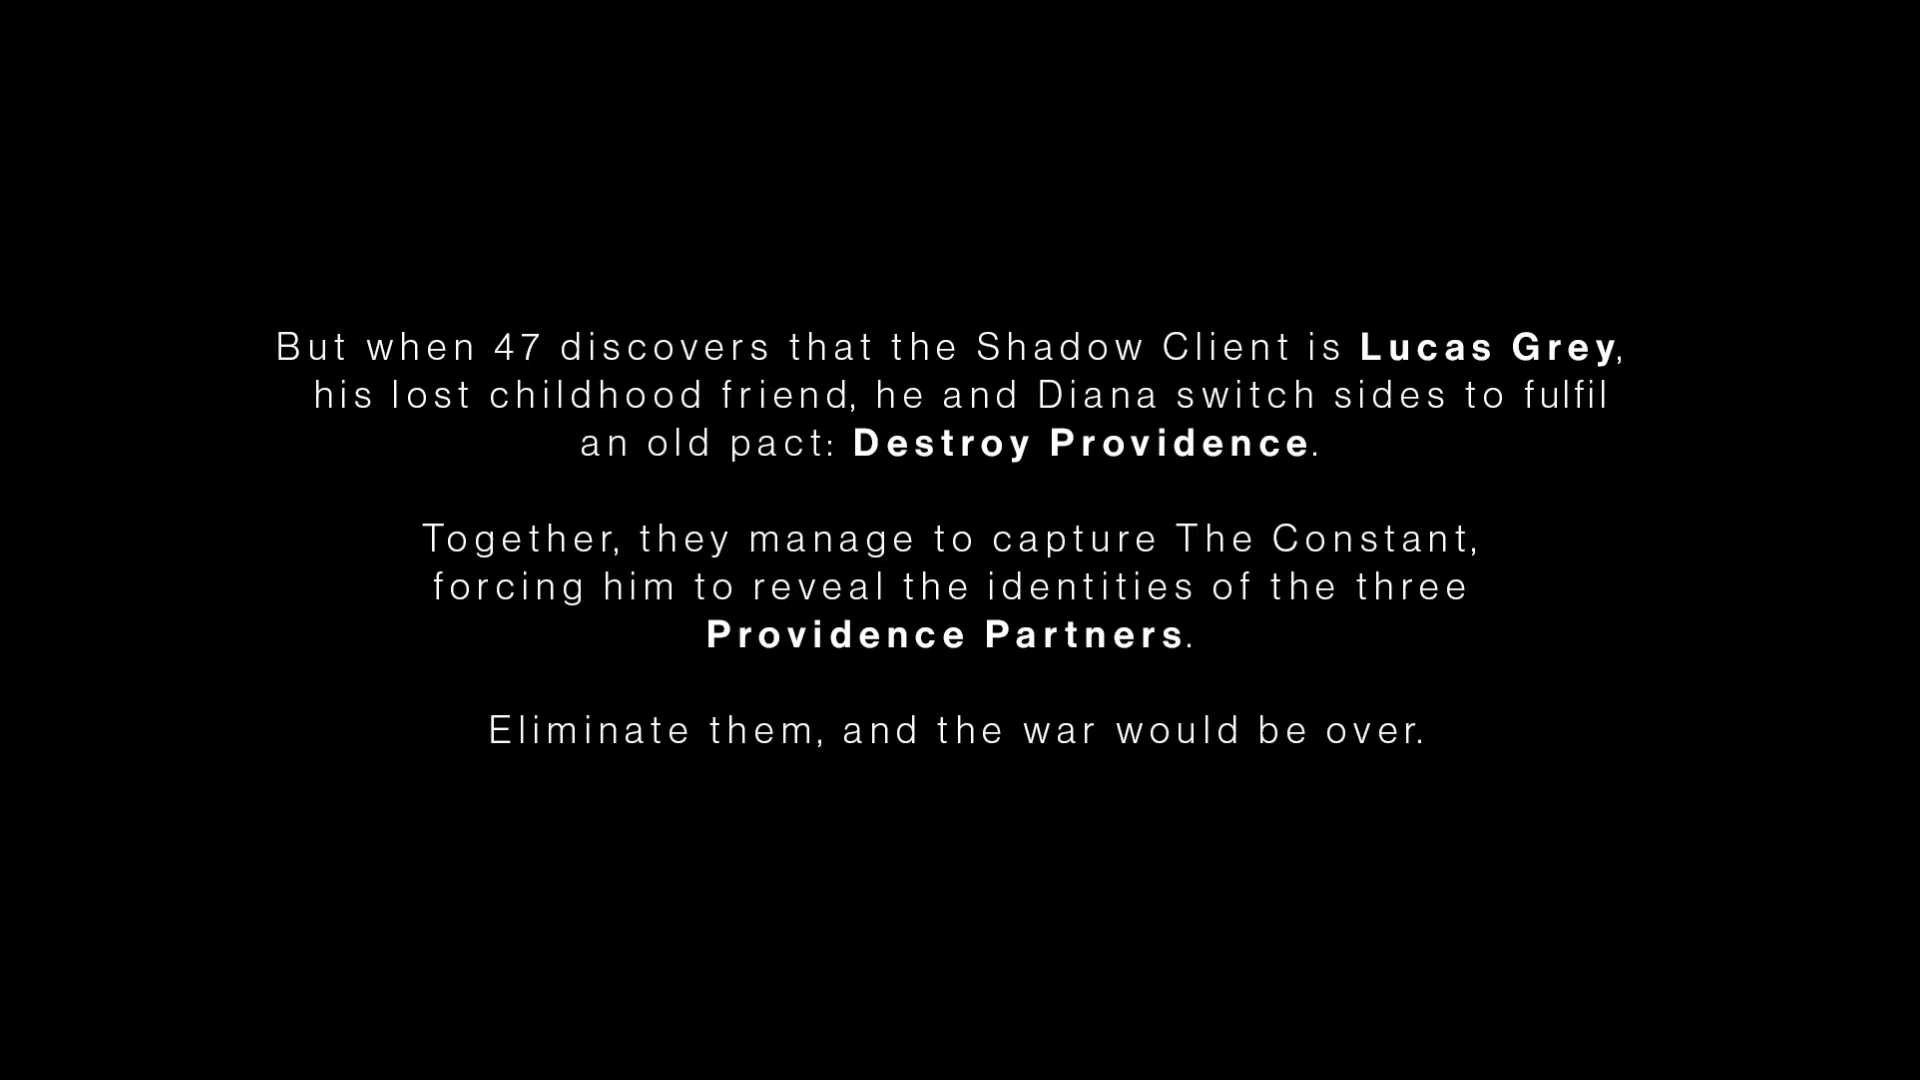 But when 47 discovers that the Shadow Client is Lucas Grey,
his lost childhood friend, he and Diana switch sides to fulfil
an old pact: Destroy Providence.
Together, they manage to capture The Constant,
forcing him to reveal the identities of the three
Providence Partners.
Eliminate them, and the war would be over.